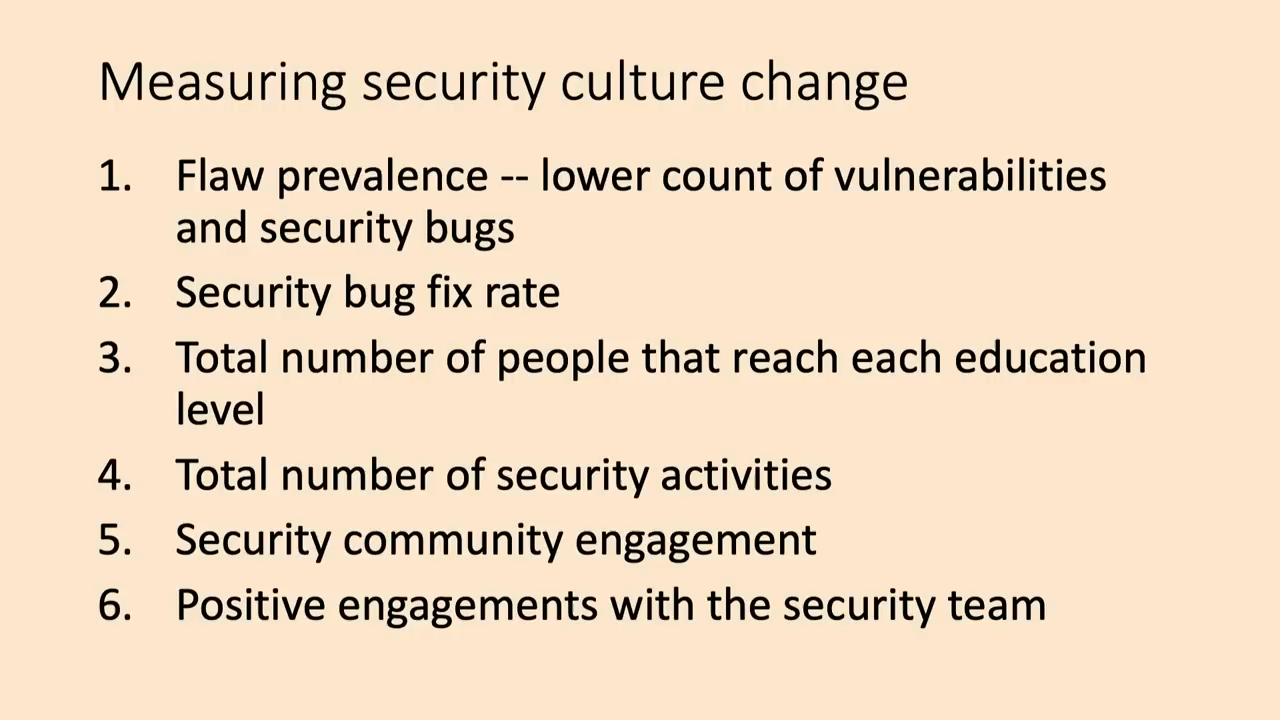 Measuring security culture change
1. Flaw prevalence -- lower count of vulnerabilities
and security bugs
2. Security bug fix rate
3. Total number of people that reach each education
level
4. Total number of security activities
5. Security community engagement
6. Positive engagements with the security team